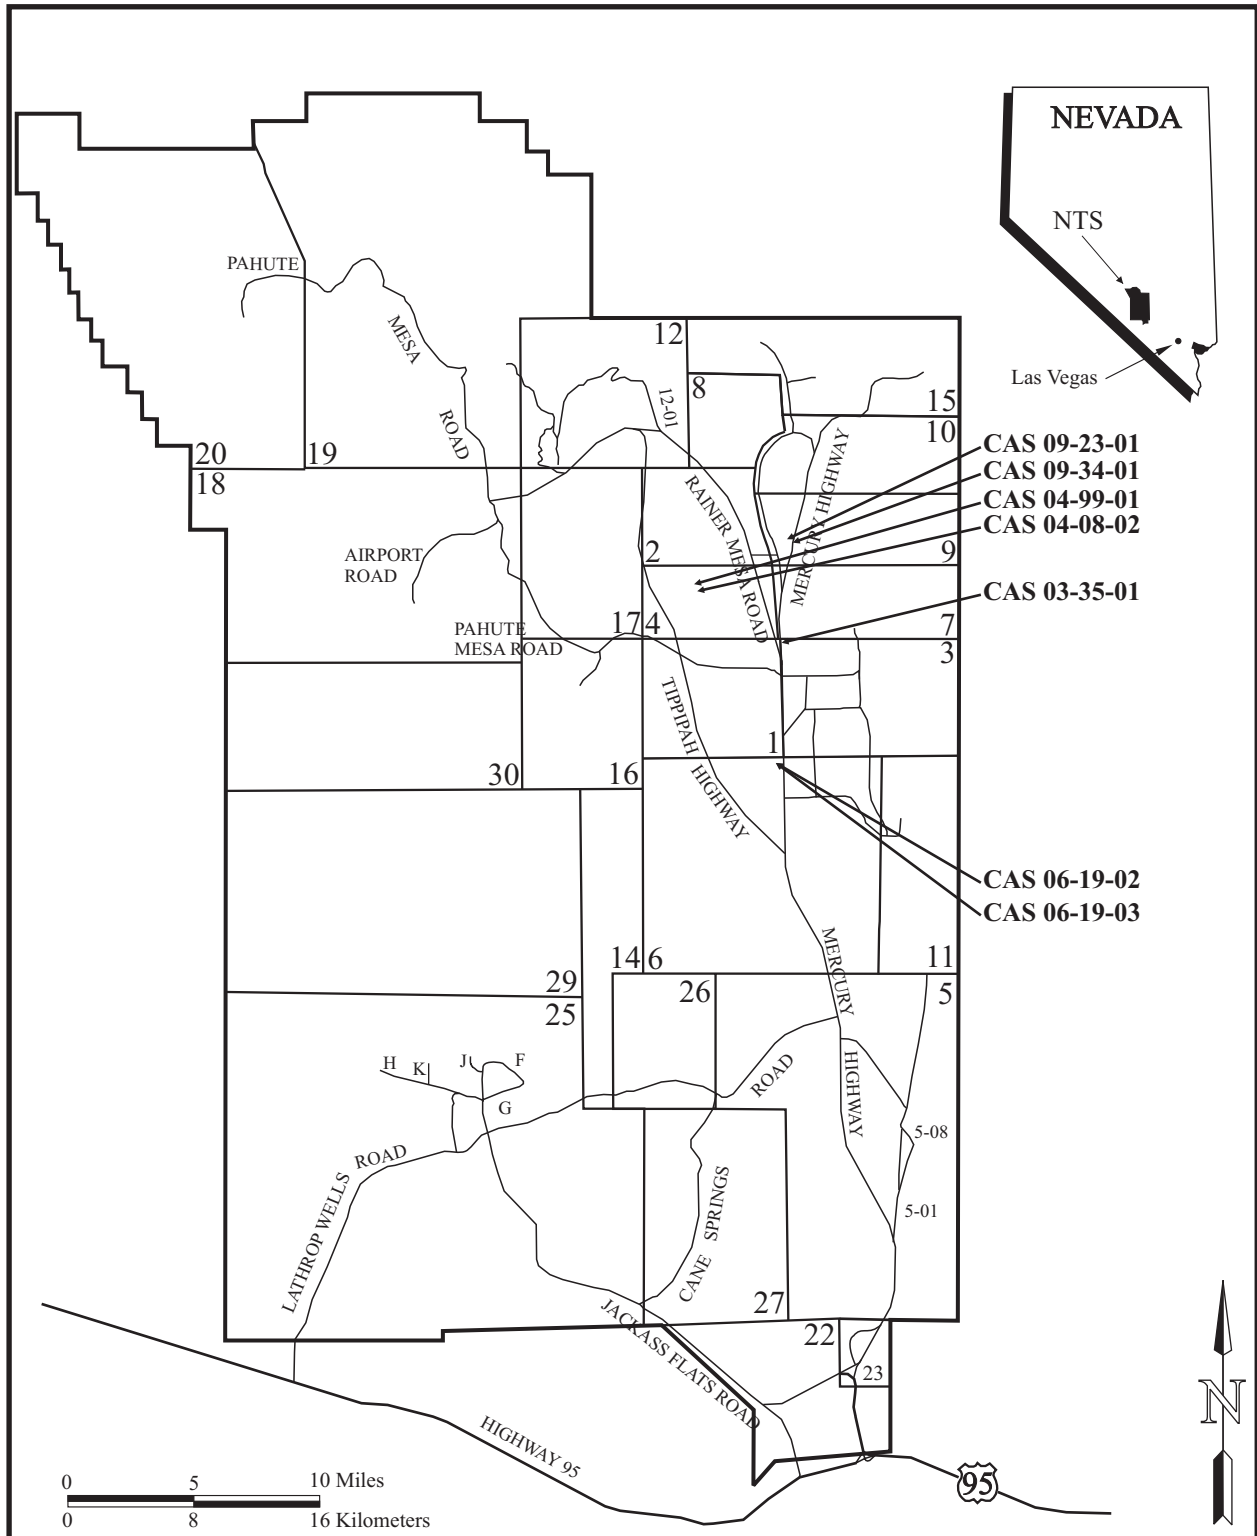 NEVADA
NTS
Las Vegas
PAHUTE
MESA
ROAD
12
12-01
8
15
10
20
19
18
CAS 09-23-01
CAS 09-34-01
CAS 04-99-01
CAS 04-08-02
RAINER MESA ROAD
MERCURY HIGHWAY
AIRPORT
ROAD
2
9
CAS 03-35-01
PAHUTE
MESA ROAD
17
4
7
3
TIPPIPAH HIGHWAY
1
30
16
CAS 06-19-02
CAS 06-19-03
MERCURY
HIGHWAY
14
6
11
29
25
26
5
H
K
J
F
G
ROAD
5-08
5-01
LATHROP WELLS ROAD
CANE SPRINGS
27
JACKASS FLATS ROAD
22
23
HIGHWAY 95
95
N
0 5 10 Miles
0 8 16 Kilometers